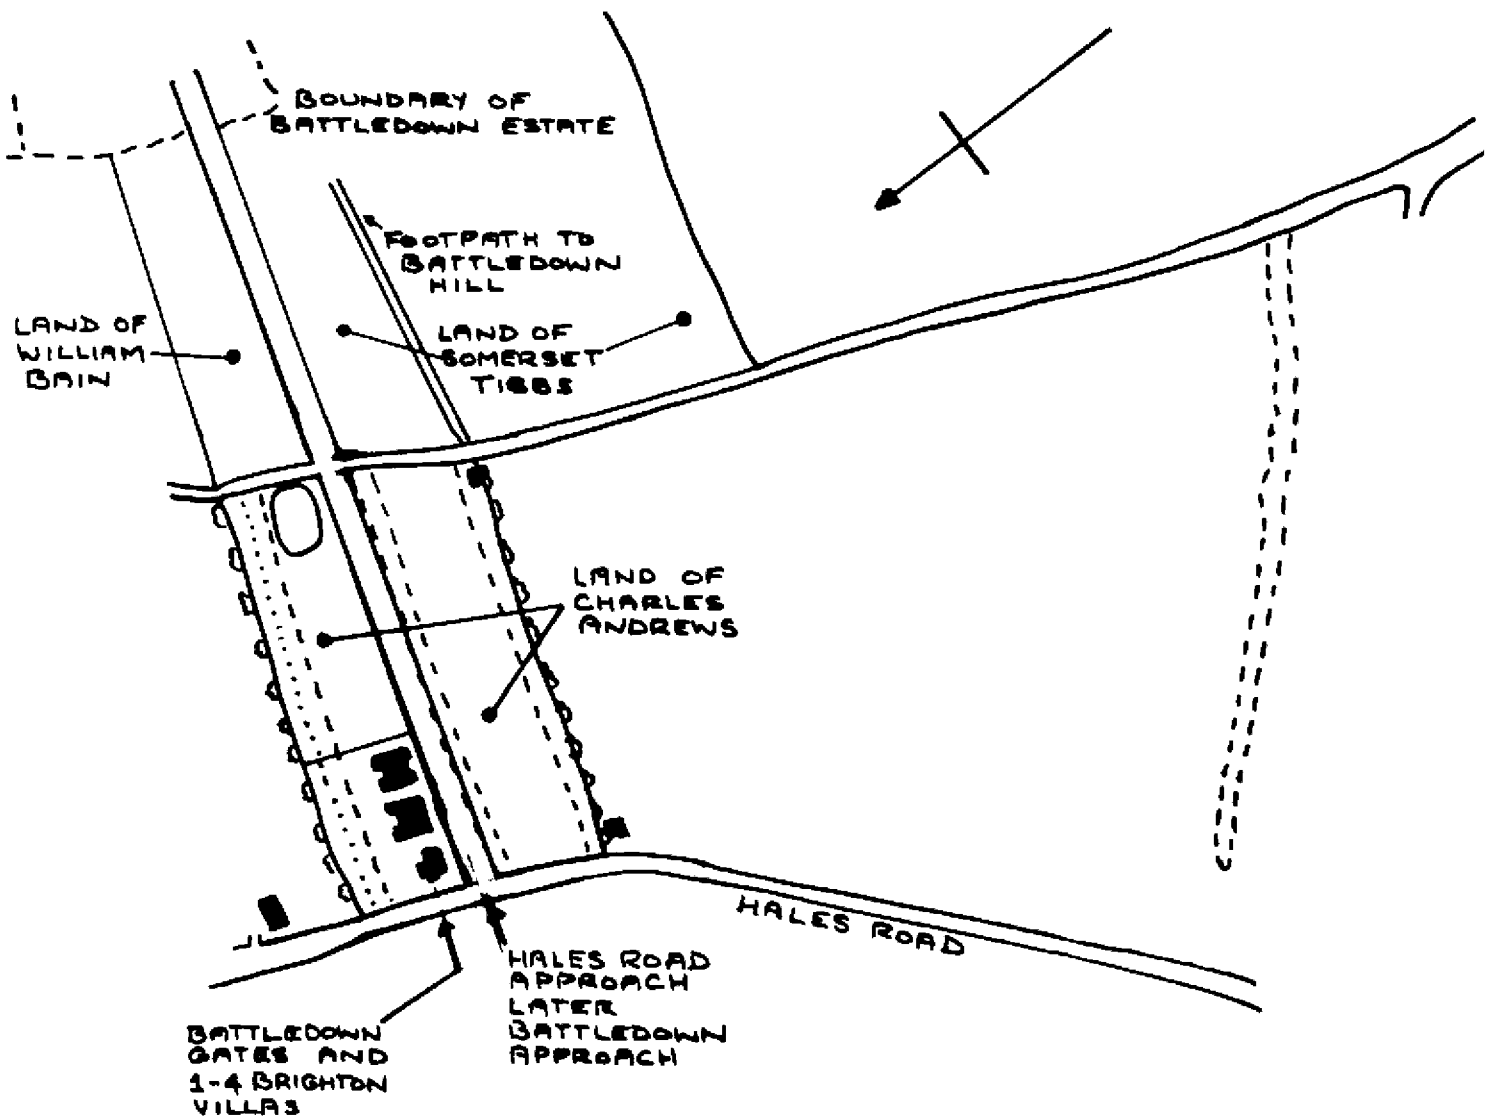 BOUNDARY OF
BATTLEDOWN ESTATE
FOOTPATH TO
BATTLEDOWN
HILL
LAND OF
WILLIAM
BAIN
LAND OF
SOMERSET
TIBBS
LAND OF
CHARLES
ANDREWS
HALES ROAD
HALES ROAD
APPROACH
LATER
BATTLEDOWN
APPROACH
BATTLEDOWN
GATES AND
1-4 BRIGHTON
VILLAS